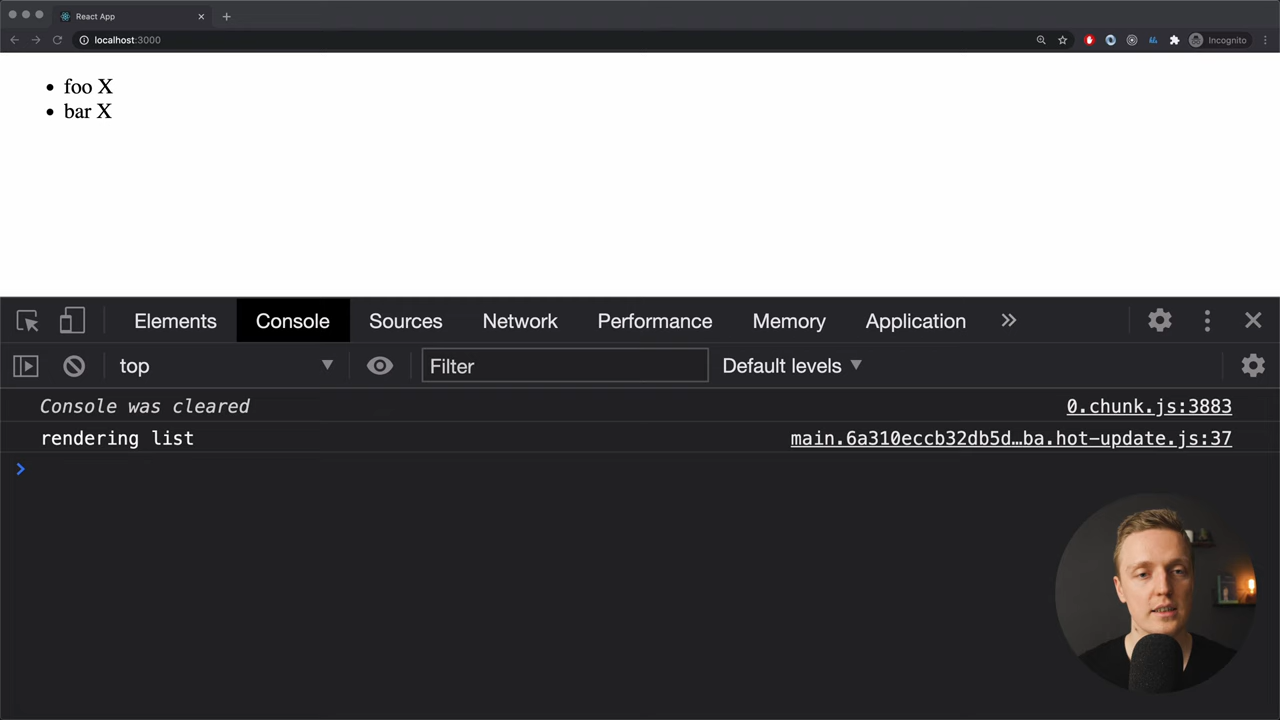 React App
localhost:3000
Incognito
foo X
bar X
Elements Console Sources Network Performance Memory Application
top Filter Default levels
Console was cleared 0.chunk.js:3883
rendering list main.6a310eccb32db5d…ba.hot-update.js:37